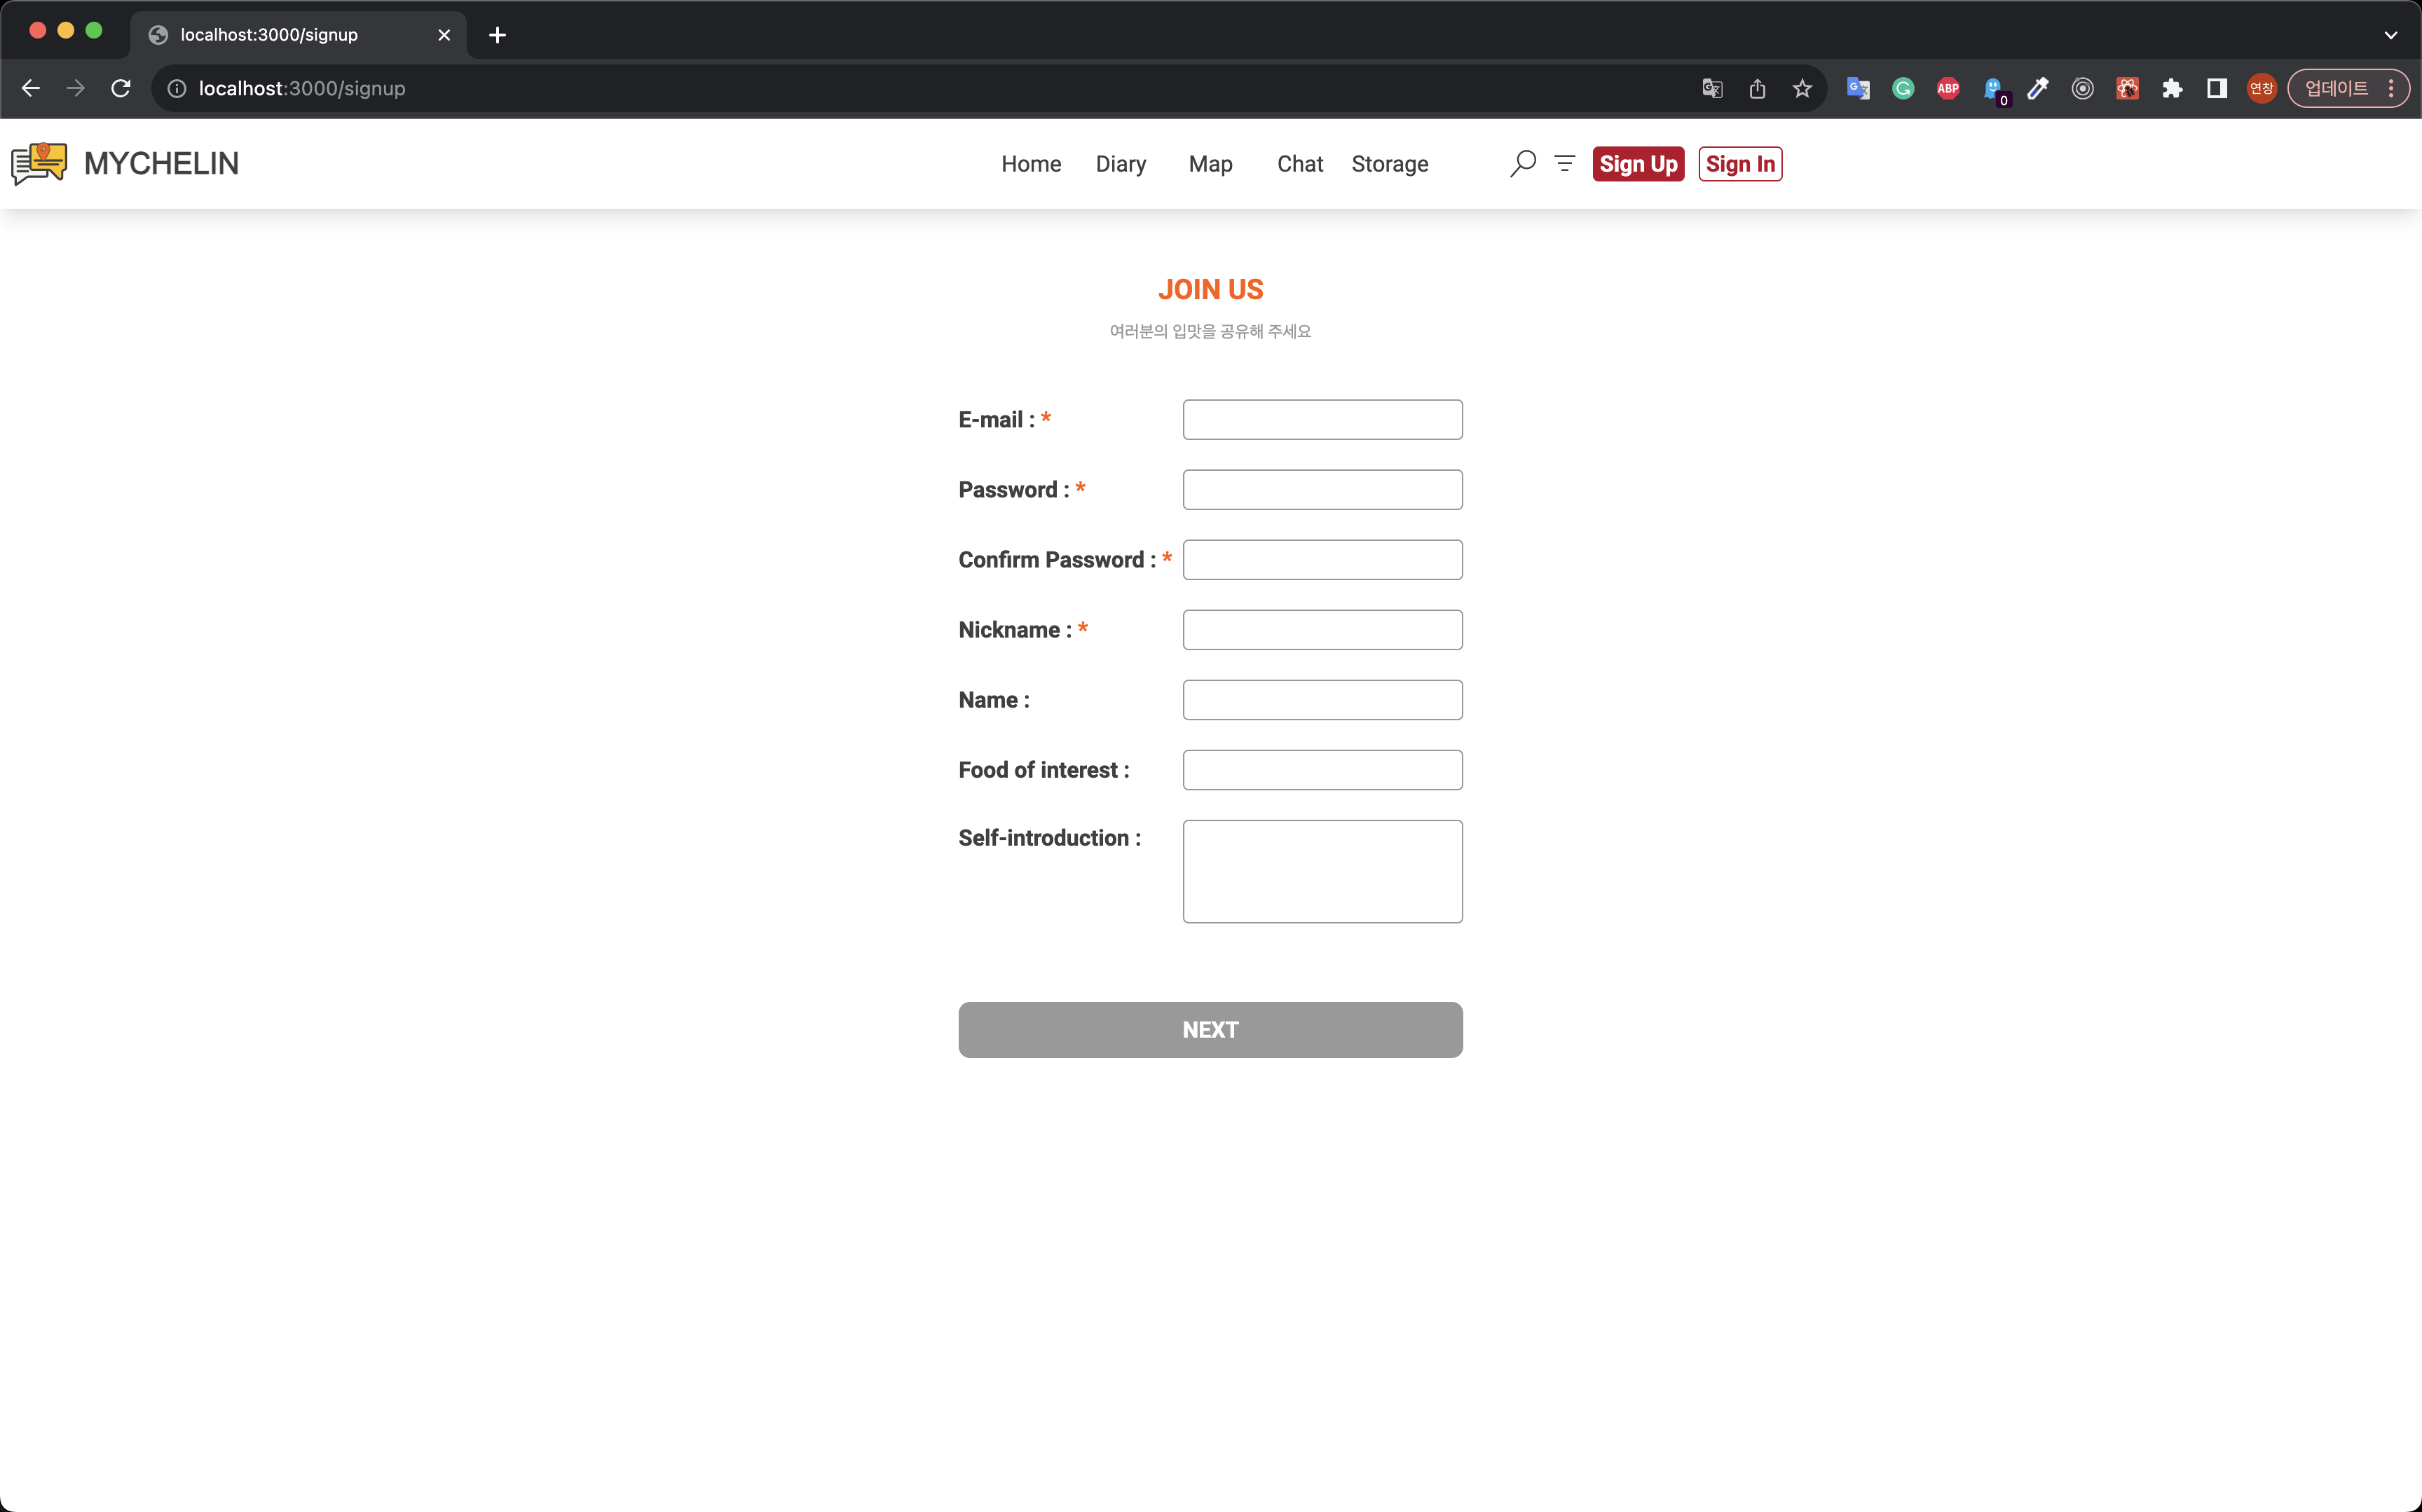 localhost:3000/signup
localhost:3000/signup
ABP
0
연창
업데이트
MYCHELIN
Home Diary Map Chat Storage
Sign Up Sign In
JOIN US
여러분의 입맛을 공유해 주세요
E-mail : *
Password : *
Confirm Password : *
Nickname : *
Name :
Food of interest :
Self-introduction :
NEXT